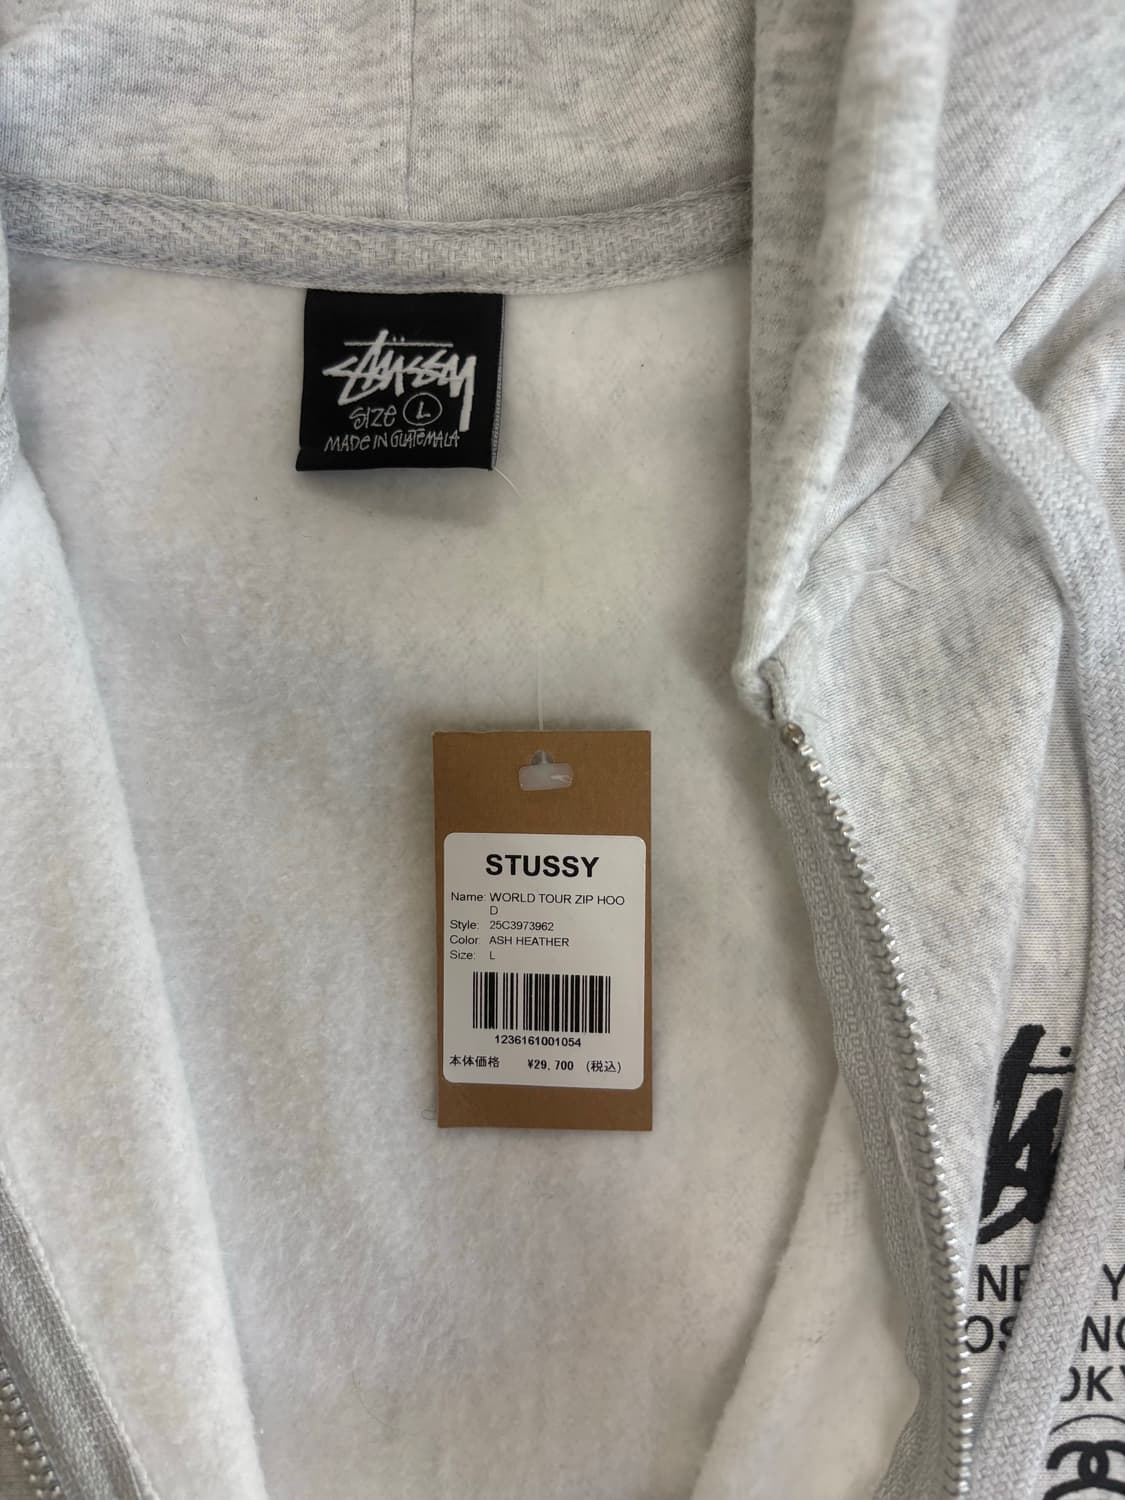 STÜSSY
SIZE L
MADE IN GUATEMALA
STUSSY
Name: WORLD TOUR ZIP HOO
D
Style: 25C3973962
Color: ASH HEATHER
Size: L
1236161001054
本体価格 ¥29,700 (税込)